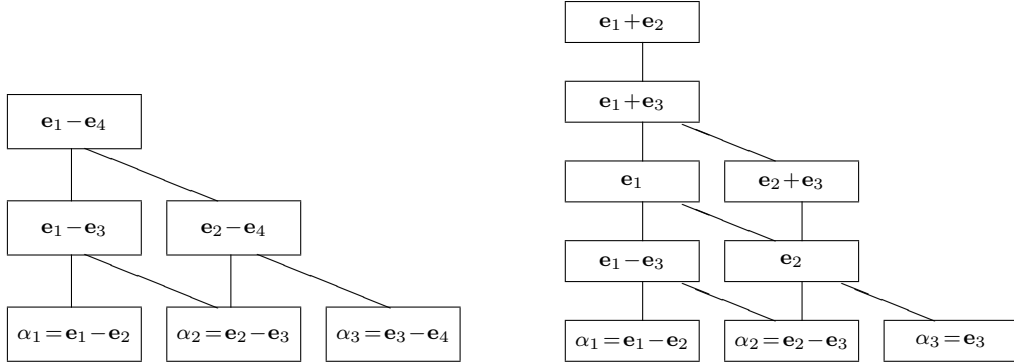 e₁+e₂
e₁+e₃
e₁−e₄
e₁ e₂+e₃
e₁−e₃ e₂−e₄
e₁−e₃ e₂
α₁=e₁−e₂ α₂=e₂−e₃ α₃=e₃−e₄
α₁=e₁−e₂ α₂=e₂−e₃ α₃=e₃